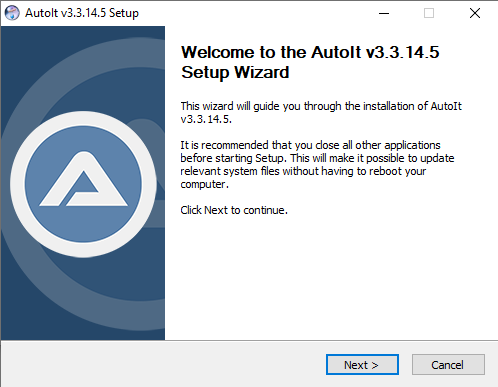 AutoIt v3.3.14.5 Setup
Welcome to the AutoIt v3.3.14.5
Setup Wizard
This wizard will guide you through the installation of AutoIt
v3.3.14.5.
It is recommended that you close all other applications
before starting Setup. This will make it possible to update
relevant system files without having to reboot your
computer.
Click Next to continue.
Next >
Cancel